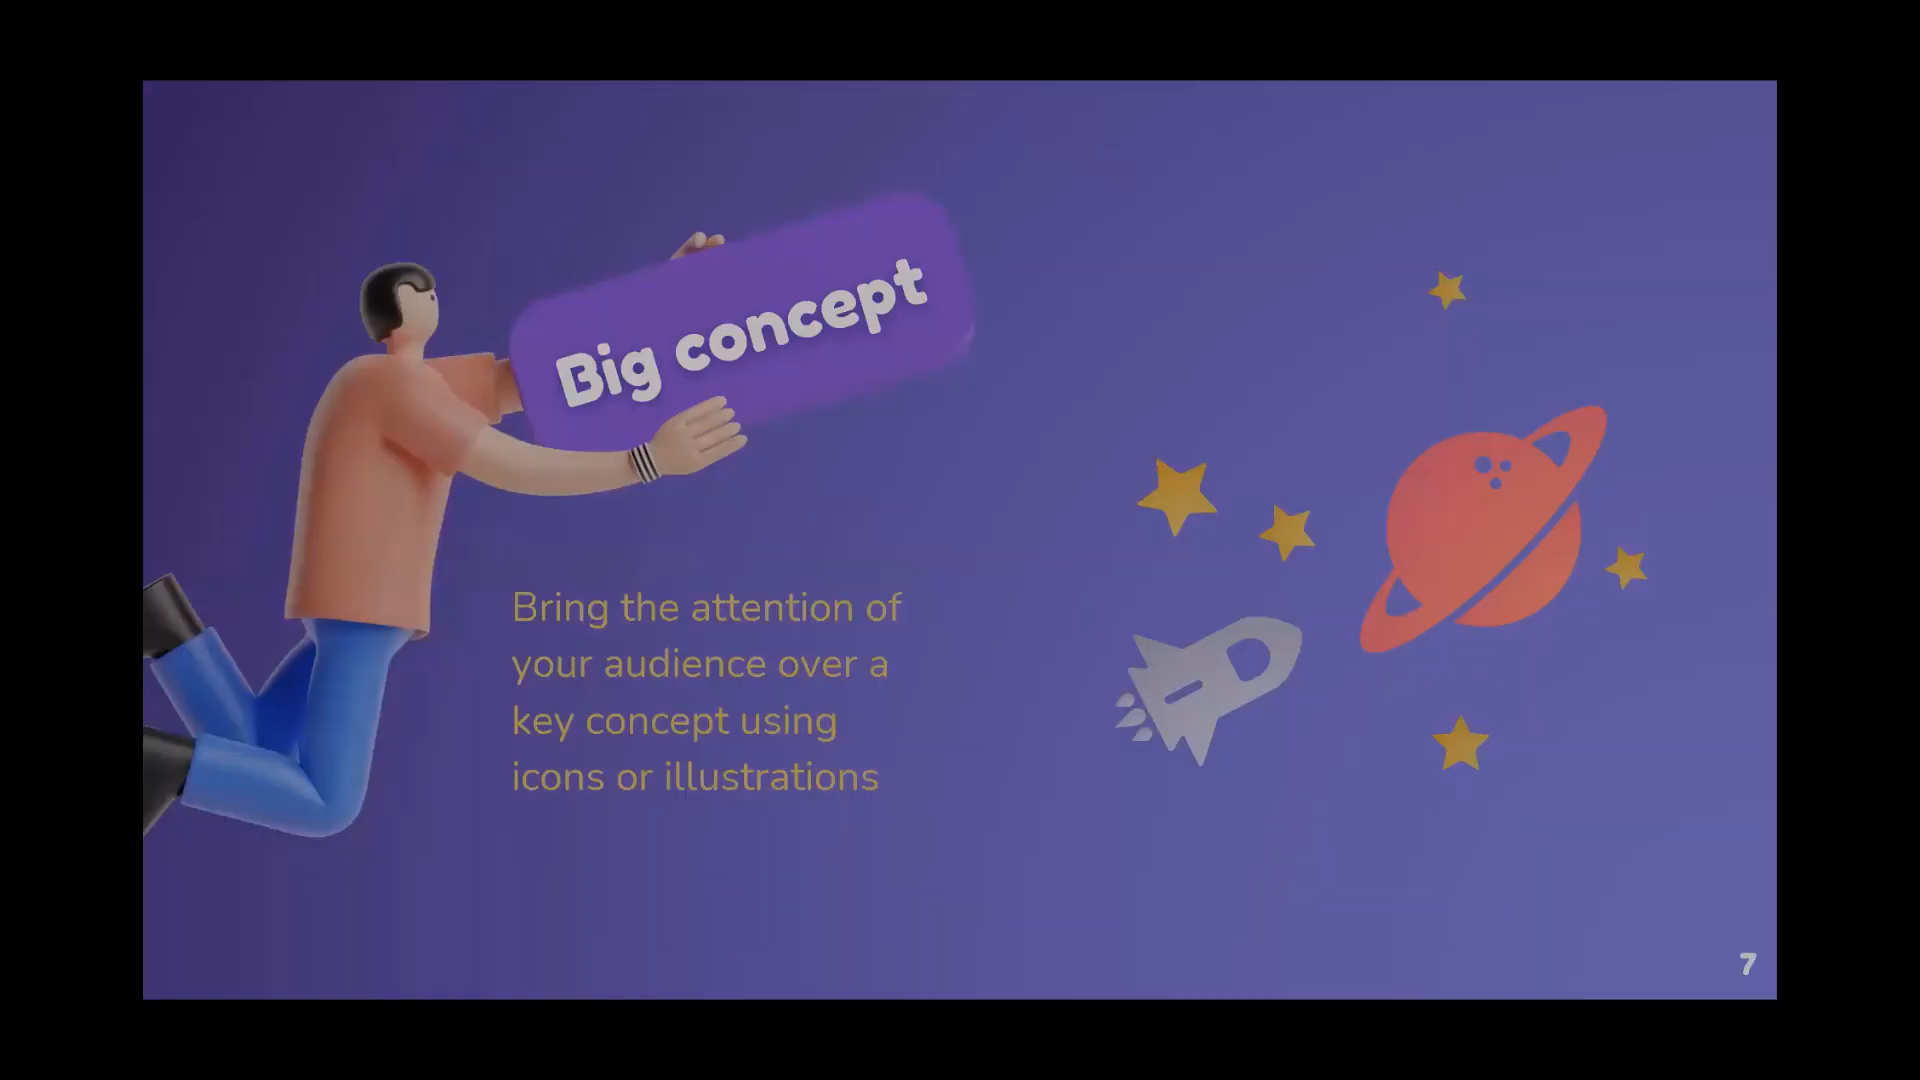 Big concept
Bring the attention of
your audience over a
key concept using
icons or illustrations
7